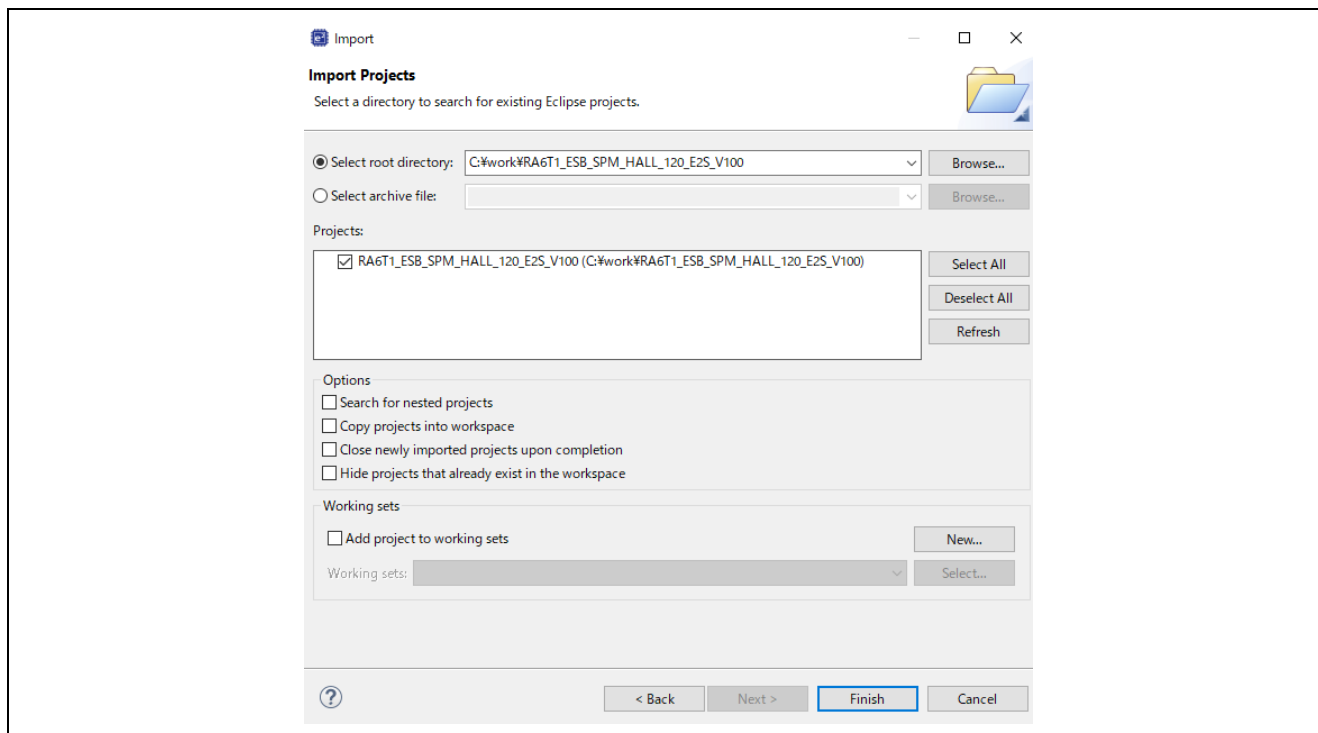 Import
Import Projects
Select a directory to search for existing Eclipse projects.
Select root directory: C:¥work¥RA6T1_ESB_SPM_HALL_120_E2S_V100 Browse...
Select archive file: Browse...
Projects:
RA6T1_ESB_SPM_HALL_120_E2S_V100 (C:¥work¥RA6T1_ESB_SPM_HALL_120_E2S_V100)
Select All
Deselect All
Refresh
Options
Search for nested projects
Copy projects into workspace
Close newly imported projects upon completion
Hide projects that already exist in the workspace
Working sets
Add project to working sets New...
Working sets: Select...
? < Back Next > Finish Cancel